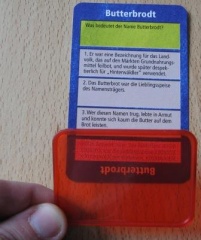 Butterbrodt
Was bedeutet der Name Butterbrodt?
1. Er war eine Bezeichnung für das Land
volk, das auf den Märkten Grundnahrungs
mittel feilbot, und wurde später despek-
tierlich für „Hinterwäldler" verwendet.
2. Das Butterbrot war die Lieblingsspeise
des Namensträgers.
3. Wer diesen Namen trug, lebte in Armut
und konnte sich kaum die Butter auf dem
Brot leisten.
Butterbrodt